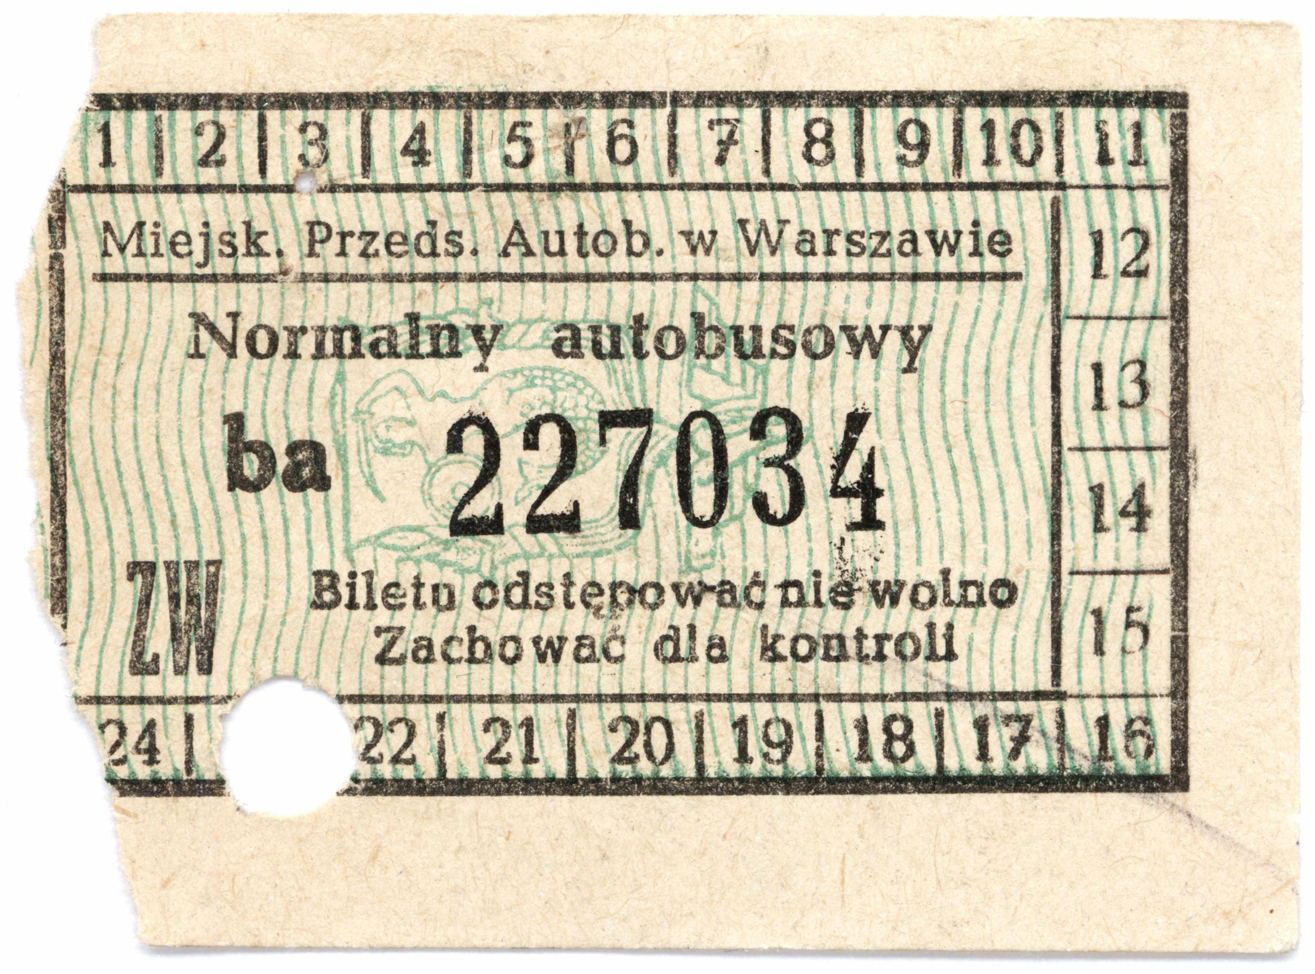 1 2 3 4 5 6 7 8 9 10 11
Miejsk. Przeds. Autob. w Warszawie
12
Normalny autobusowy
13
ba 227034
14
ZW
Biletu odstępować nie wolno
15
Zachować dla kontroli
24 22 21 20 19 18 17 16